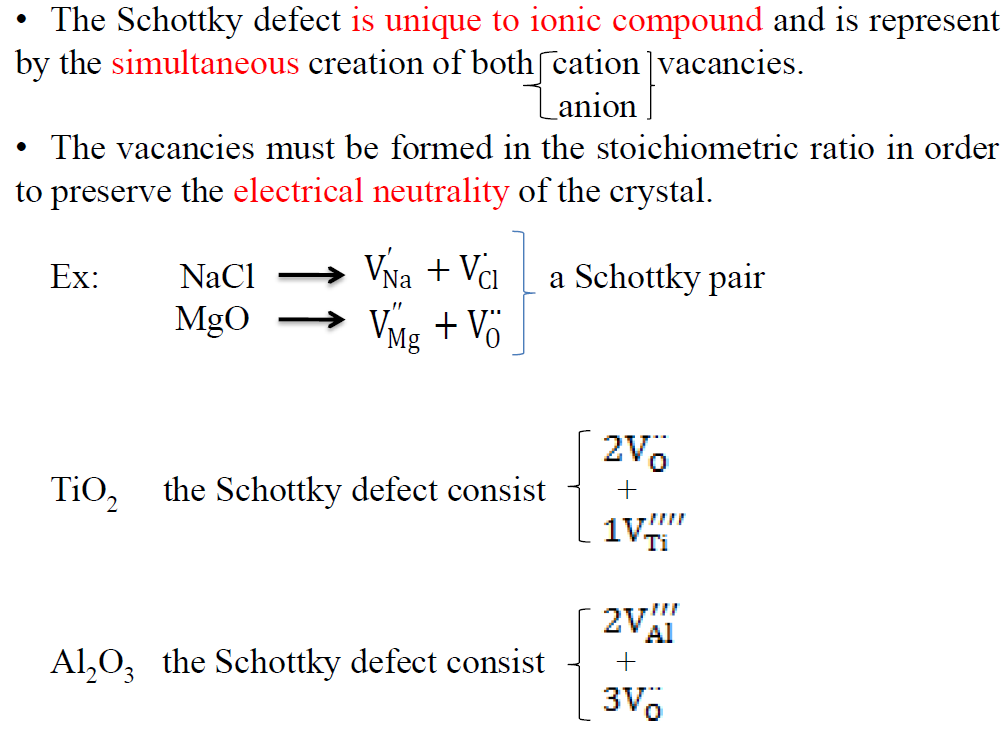 • The Schottky defect is unique to ionic compound and is represent
by the simultaneous creation of both cation vacancies.
anion
• The vacancies must be formed in the stoichiometric ratio in order
to preserve the electrical neutrality of the crystal.
Ex: NaCl ⟶ V′Na + V˙Cl a Schottky pair
MgO ⟶ V″Mg + V¨O
2V¨O
TiO₂ the Schottky defect consist +
1V′′′′Ti
2V′′′Al
Al₂O₃ the Schottky defect consist +
3V¨O